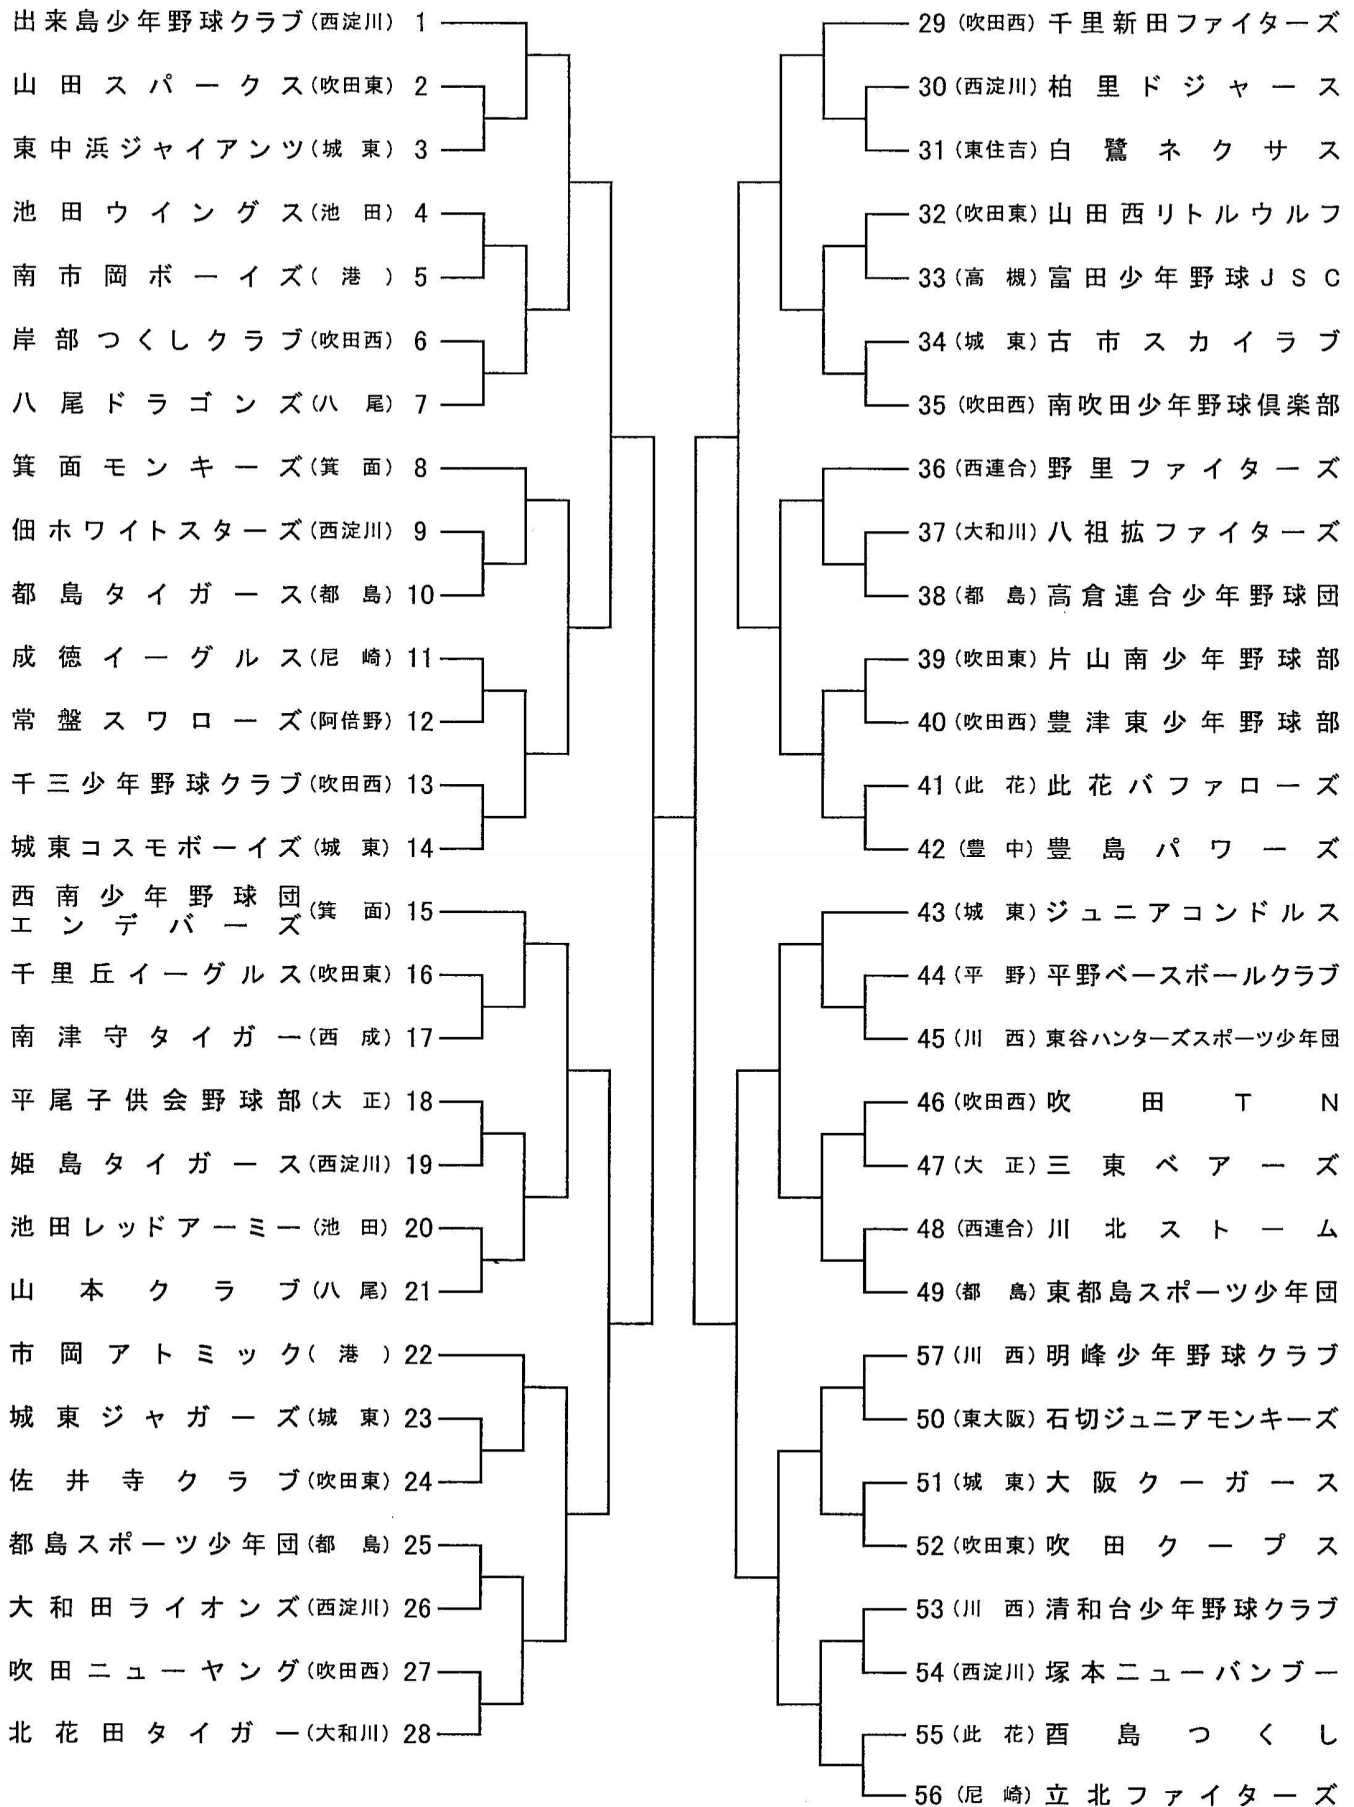 出来島少年野球クラブ(西淀川) 1
山田スパークス(吹田東) 2
東中浜ジャイアンツ(城東) 3
池田ウイングス(池田) 4
南市岡ボーイズ(港) 5
岸部つくしクラブ(吹田西) 6
八尾ドラゴンズ(八尾) 7
箕面モンキーズ(箕面) 8
佃ホワイトスターズ(西淀川) 9
都島タイガース(都島) 10
成徳イーグルス(尼崎) 11
常盤スワローズ(阿倍野) 12
千三少年野球クラブ(吹田西) 13
城東コスモボーイズ(城東) 14
西南少年野球団
エンデバーズ(箕面) 15
千里丘イーグルス(吹田東) 16
南津守タイガー(西成) 17
平尾子供会野球部(大正) 18
姫島タイガース(西淀川) 19
池田レッドアーミー(池田) 20
山本クラブ(八尾) 21
市岡アトミック(港) 22
城東ジャガーズ(城東) 23
佐井寺クラブ(吹田東) 24
都島スポーツ少年団(都島) 25
大和田ライオンズ(西淀川) 26
吹田ニューヤング(吹田西) 27
北花田タイガー(大和川) 28
29 (吹田西) 千里新田ファイターズ
30 (西淀川) 柏里ドジャース
31 (東住吉) 白鷺ネクサス
32 (吹田東) 山田西リトルウルフ
33 (高槻) 富田少年野球JSC
34 (城東) 古市スカイラブ
35 (吹田西) 南吹田少年野球倶楽部
36 (西連合) 野里ファイターズ
37 (大和川) 八祖拡ファイターズ
38 (都島) 高倉連合少年野球団
39 (吹田東) 片山南少年野球部
40 (吹田西) 豊津東少年野球部
41 (此花) 此花バファローズ
42 (豊中) 豊島パワーズ
43 (城東) ジュニアコンドルス
44 (平野) 平野ベースボールクラブ
45 (川西) 東谷ハンターズスポーツ少年団
46 (吹田西) 吹田TN
47 (大正) 三東ベアーズ
48 (西連合) 川北ストーム
49 (都島) 東都島スポーツ少年団
57 (川西) 明峰少年野球クラブ
50 (東大阪) 石切ジュニアモンキーズ
51 (城東) 大阪クーガース
52 (吹田東) 吹田クープス
53 (川西) 清和台少年野球クラブ
54 (西淀川) 塚本ニューバンブー
55 (此花) 酉島つくし
56 (尼崎) 立北ファイターズ